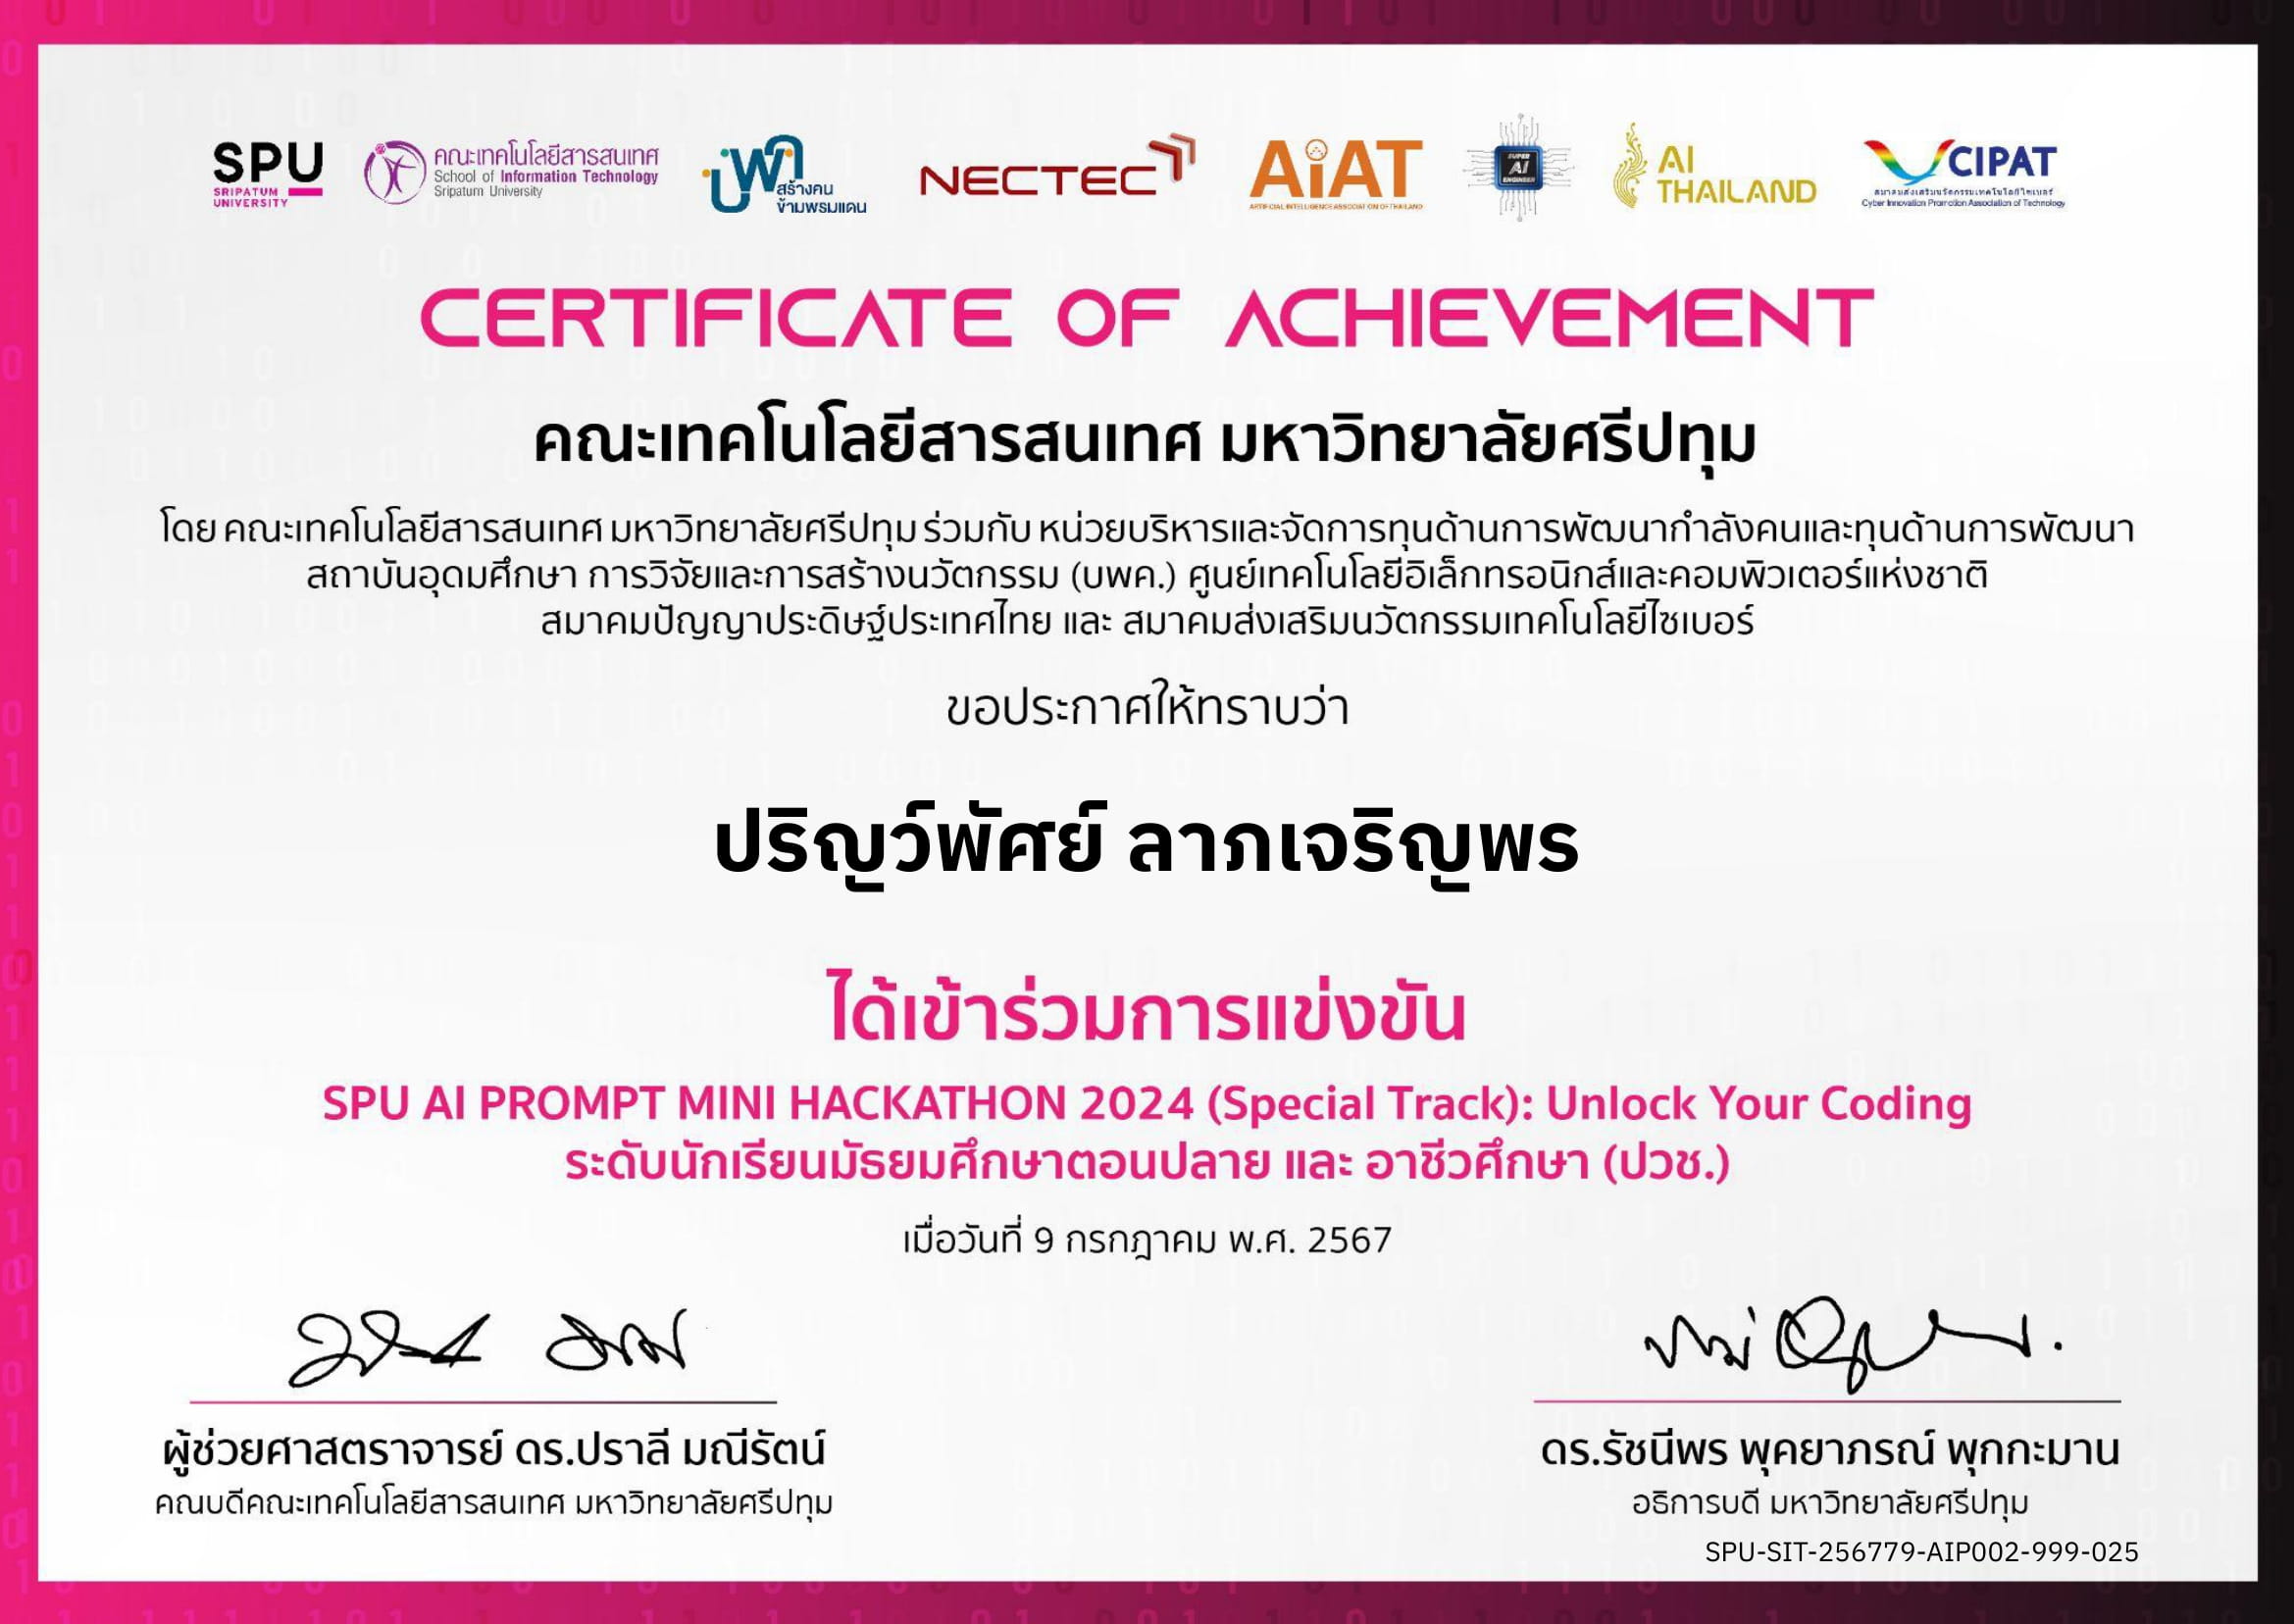 SPU
SRIPATUM
UNIVERSITY
คณะเทคโนโลยีสารสนเทศ
School of Information Technology
Sripatum University
บพค
สร้างคน
ข้ามพรมแดน
NECTEC
AiAT
ARTIFICIAL INTELLIGENCE ASSOCIATION OF THAILAND
SUPER
AI
ENGINEER
AI
THAILAND
CIPAT
สมาคมส่งเสริมนวัตกรรมเทคโนโลยีไซเบอร์
Cyber Innovation Promotion Association of Technology
CERTIFICATE OF ACHIEVEMENT
คณะเทคโนโลยีสารสนเทศ มหาวิทยาลัยศรีปทุม
โดย คณะเทคโนโลยีสารสนเทศ มหาวิทยาลัยศรีปทุม ร่วมกับ หน่วยบริหารและจัดการทุนด้านการพัฒนากำลังคนและทุนด้านการพัฒนา
สถาบันอุดมศึกษา การวิจัยและการสร้างนวัตกรรม (บพค.) ศูนย์เทคโนโลยีอิเล็กทรอนิกส์และคอมพิวเตอร์แห่งชาติ
สมาคมปัญญาประดิษฐ์ประเทศไทย และ สมาคมส่งเสริมนวัตกรรมเทคโนโลยีไซเบอร์
ขอประกาศให้ทราบว่า
ปริญว์พัศย์ ลาภเจริญพร
ได้เข้าร่วมการแข่งขัน
SPU AI PROMPT MINI HACKATHON 2024 (Special Track): Unlock Your Coding
ระดับนักเรียนมัธยมศึกษาตอนปลาย และ อาชีวศึกษา (ปวช.)
เมื่อวันที่ 9 กรกฎาคม พ.ศ. 2567
ผู้ช่วยศาสตราจารย์ ดร.ปราลี มณีรัตน์
คณบดีคณะเทคโนโลยีสารสนเทศ มหาวิทยาลัยศรีปทุม
ดร.รัชนีพร พุคยาภรณ์ พุกกะมาน
อธิการบดี มหาวิทยาลัยศรีปทุม
SPU-SIT-256779-AIP002-999-025